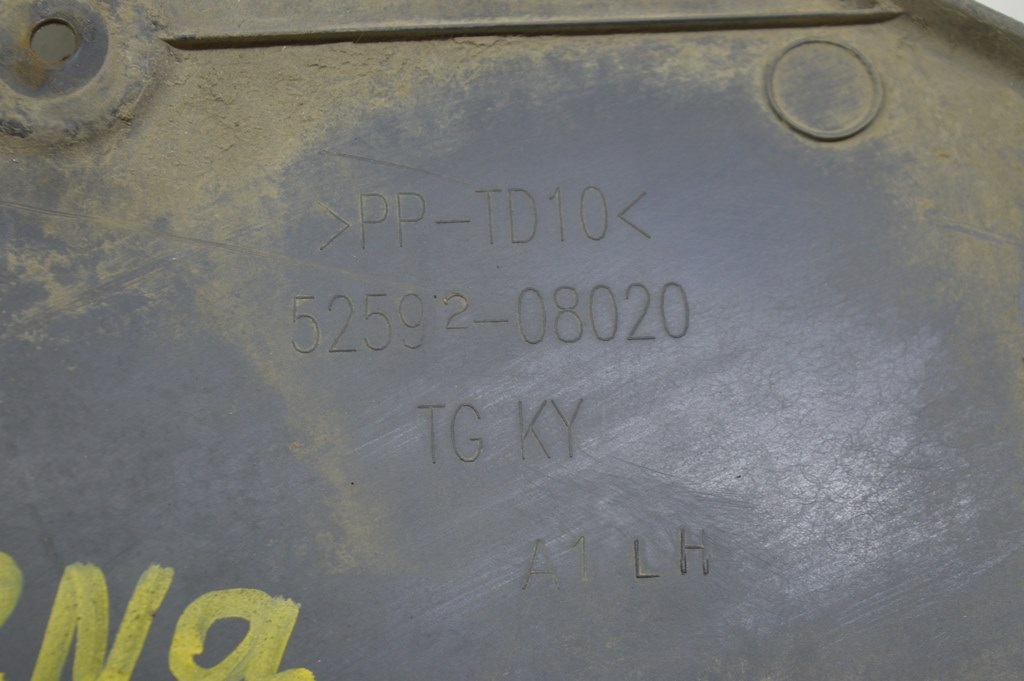 >PP-TD10<
52592-08020
TG KY
A1 LH